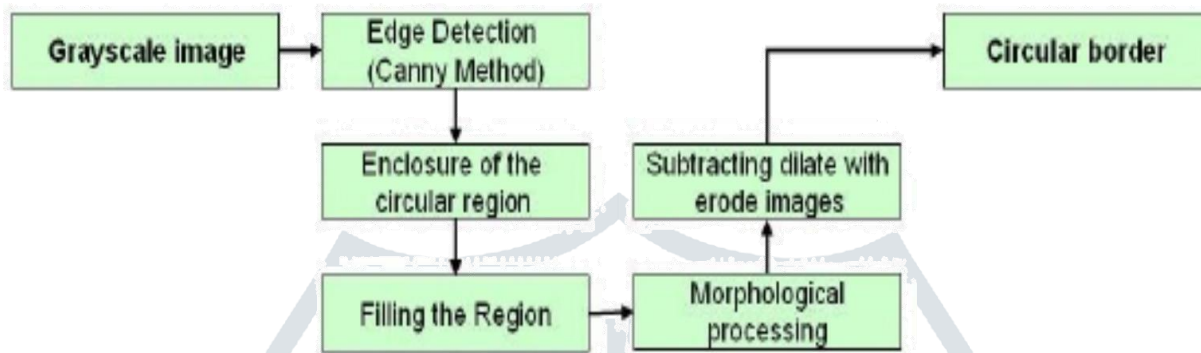 Grayscale image
Edge Detection
(Canny Method)
Enclosure of the
circular region
Filling the Region
Morphological
processing
Subtracting dilate with
erode images
Circular border